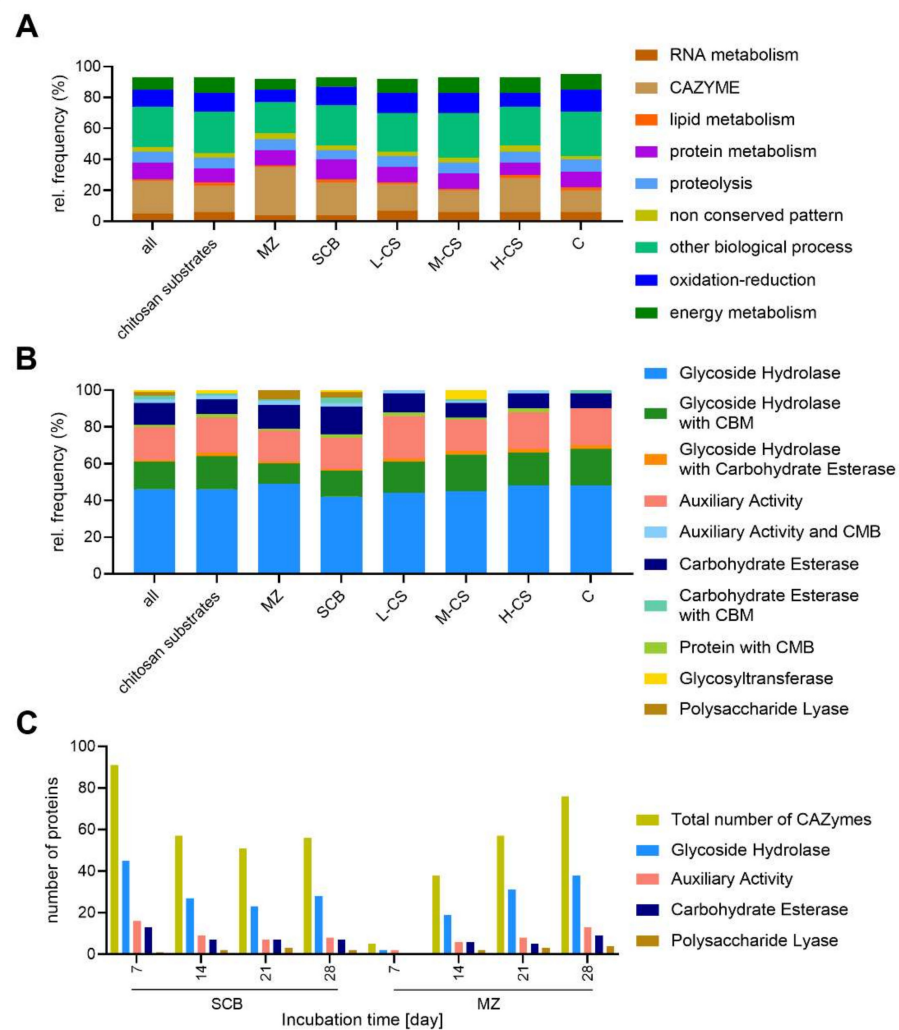 A
rel. frequency (%)
100
80
60
40
20
0
all
chitosan substrates
MZ
SCB
L-CS
M-CS
H-CS
C
RNA metabolism
CAZYME
lipid metabolism
protein metabolism
proteolysis
non conserved pattern
other biological process
oxidation-reduction
energy metabolism
B
rel. frequency (%)
100
80
60
40
20
0
all
chitosan substrates
MZ
SCB
L-CS
M-CS
H-CS
C
Glycoside Hydrolase
Glycoside Hydrolase
with CBM
Glycoside Hydrolase
with Carbohydrate Esterase
Auxiliary Activity
Auxiliary Activity and CMB
Carbohydrate Esterase
Carbohydrate Esterase
with CBM
Protein with CMB
Glycosyltransferase
Polysaccharide Lyase
C
number of proteins
100
80
60
40
20
0
7
14
21
28
7
14
21
28
SCB
MZ
Incubation time [day]
Total number of CAZymes
Glycoside Hydrolase
Auxiliary Activity
Carbohydrate Esterase
Polysaccharide Lyase